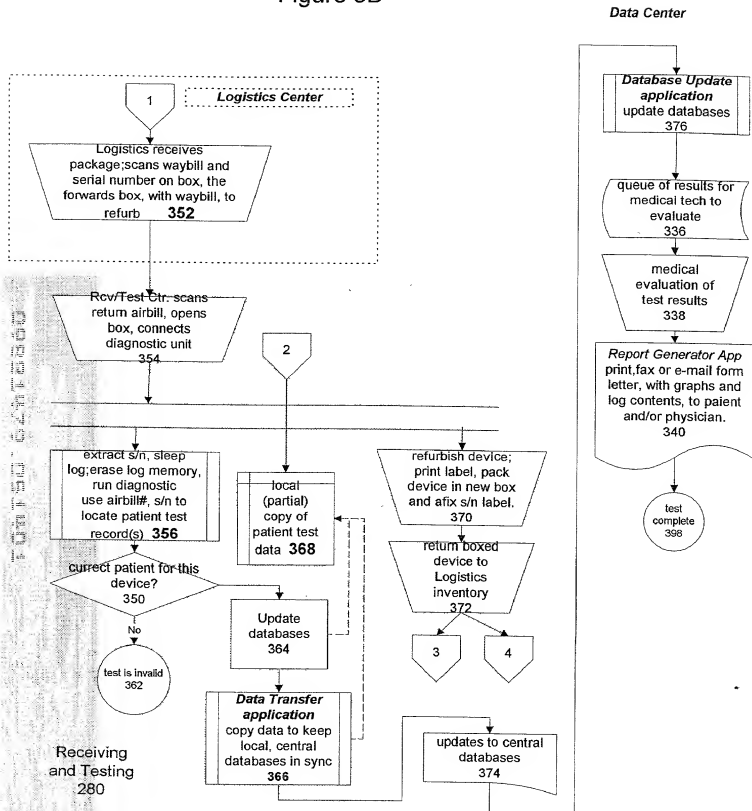 Data Center
1
Logistics Center
Logistics receives
package;scans waybill and
serial number on box, the
forwards box, with waybill, to
refurb 352
Rcv/Test Ctr. scans
return airbill, opens
box, connects
diagnostic unit
354
2
extract s/n, sleep
log;erase log memory,
run diagnostic
use airbill#, s/n to
locate patient test
record(s) 356
currect patient for this
device?
350
No
test is invalid
362
local
(partial)
copy of
patient test
data 368
Update
databases
364
Data Transfer
application
copy data to keep
local, central
databases in sync
366
refurbish device;
print label, pack
device in new box
and afix s/n label.
370
return boxed
device to
Logistics
inventory
372
3
4
updates to central
databases
374
Receiving
and Testing
280
Database Update
application
update databases
376
queue of results for
medical tech to
evaluate
336
medical
evaluation of
test results
338
Report Generator App
print,fax or e-mail form
letter, with graphs and
log contents, to paient
and/or physician.
340
test
complete
398